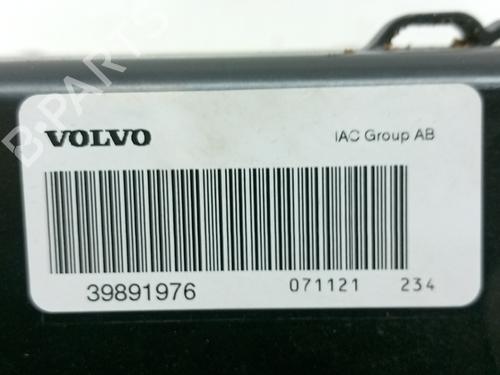 VOLVO IAC Group AB
39891976 071121 234
B-PARTS